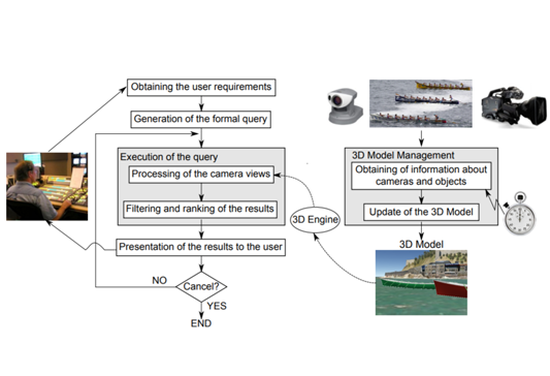 Obtaining the user requirements
Generation of the formal query
Execution of the query
Processing of the camera views
Filtering and ranking of the results
Presentation of the results to the user
NO
Cancel?
YES
END
3D Engine
3D Model Management
Obtaining of information about
cameras and objects
Update of the 3D Model
3D Model